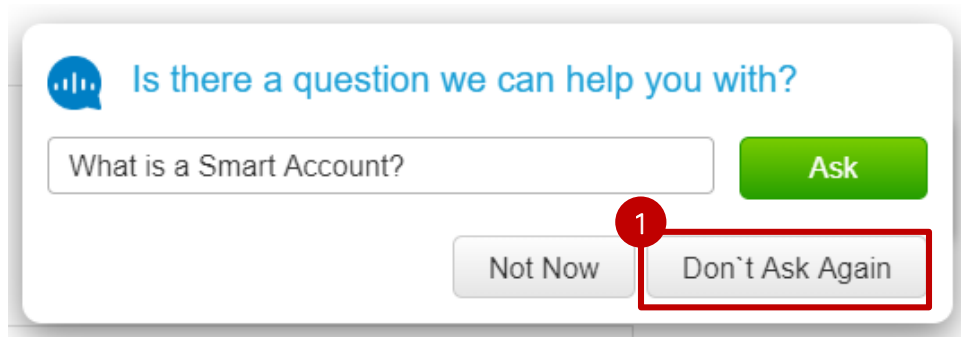 Is there a question we can help you with?
What is a Smart Account?
Ask
1
Not Now
Don`t Ask Again